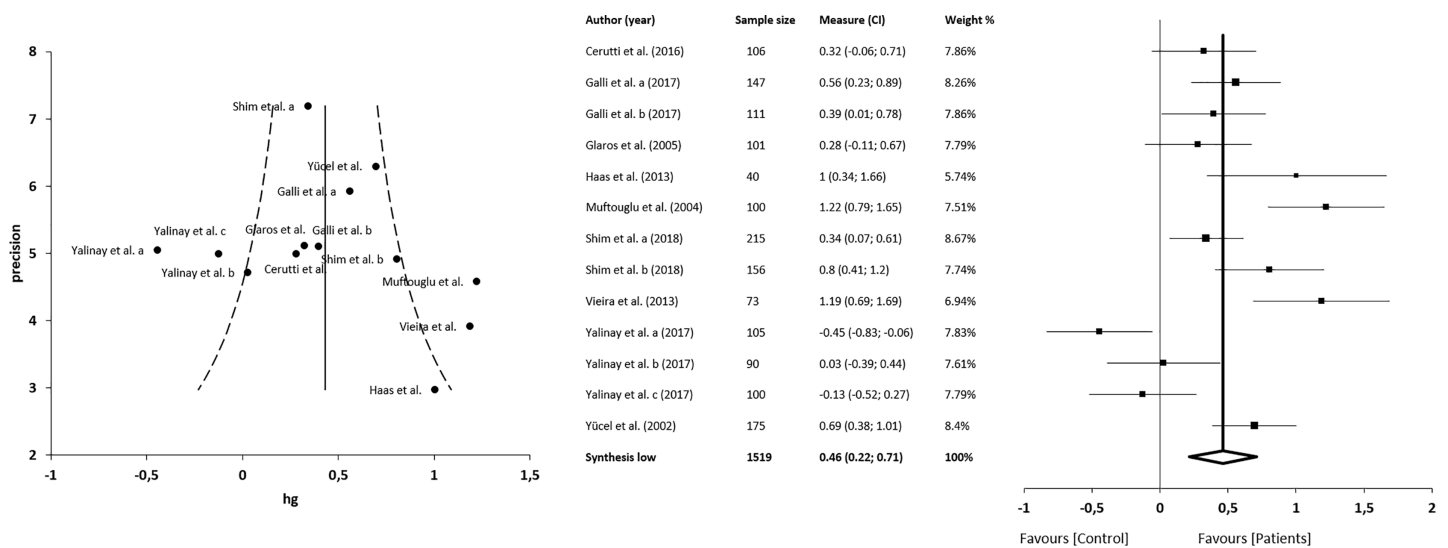 8
7
6
5
4
3
2
precision
Shim et al. a
Yücel et al.
Galli et al. a
Yalinay et al. c
Glaros et al.
Galli et al. b
Yalinay et al. a
Yalinay et al. b
Cerutti et al.
Shim et al. b
Muftouglu et al.
Vieira et al.
Haas et al.
-1 -0,5 0 0,5 1 1,5
hg
Author (year) Sample size Measure (CI) Weight %
Cerutti et al. (2016) 106 0.32 (-0.06; 0.71) 7.86%
Galli et al. a (2017) 147 0.56 (0.23; 0.89) 8.26%
Galli et al. b (2017) 111 0.39 (0.01; 0.78) 7.86%
Glaros et al. (2005) 101 0.28 (-0.11; 0.67) 7.79%
Haas et al. (2013) 40 1 (0.34; 1.66) 5.74%
Muftouglu et al. (2004) 100 1.22 (0.79; 1.65) 7.51%
Shim et al. a (2018) 215 0.34 (0.07; 0.61) 8.67%
Shim et al. b (2018) 156 0.8 (0.41; 1.2) 7.74%
Vieira et al. (2013) 73 1.19 (0.69; 1.69) 6.94%
Yalinay et al. a (2017) 105 -0.45 (-0.83; -0.06) 7.83%
Yalinay et al. b (2017) 90 0.03 (-0.39; 0.44) 7.61%
Yalinay et al. c (2017) 100 -0.13 (-0.52; 0.27) 7.79%
Yücel et al. (2002) 175 0.69 (0.38; 1.01) 8.4%
Synthesis low 1519 0.46 (0.22; 0.71) 100%
-1 -0,5 0 0,5 1 1,5 2
Favours [Control] Favours [Patients]